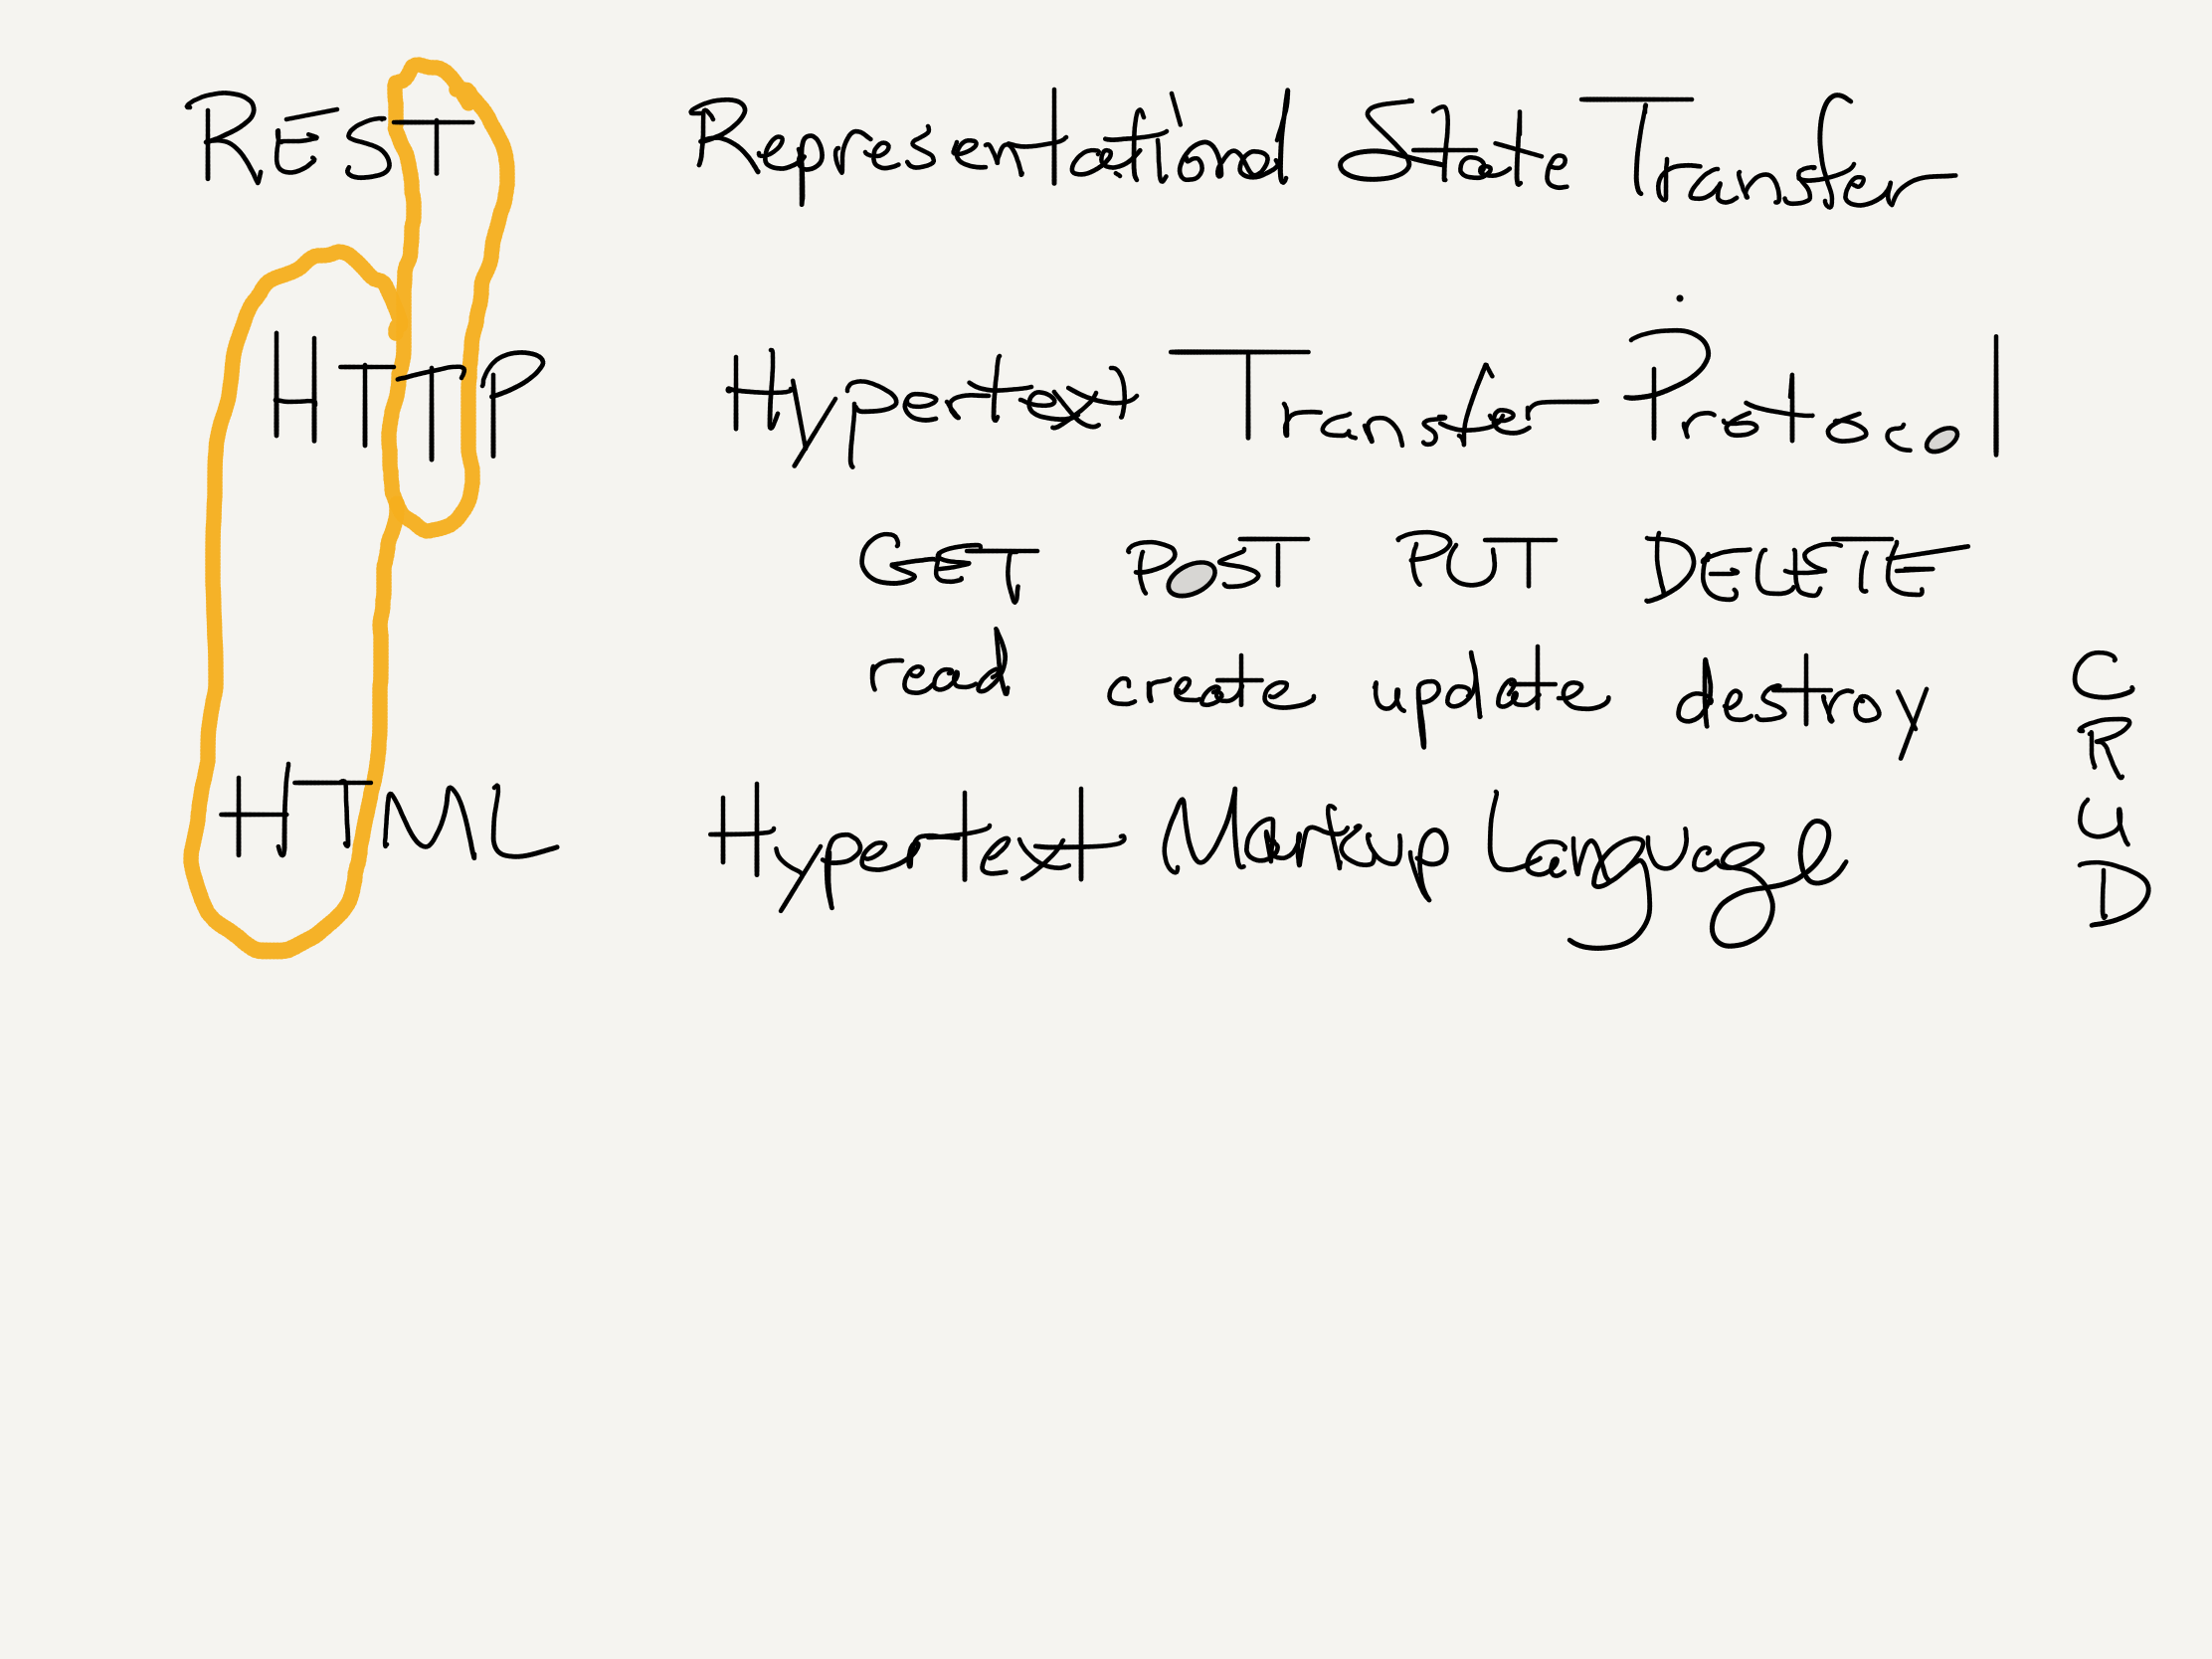 REST Representational State Transfer
HTTP Hypertext Transfer Protocol
GET POST PUT DELETE
read create update destroy
HTML Hypertext Markup Language
C
R
U
D